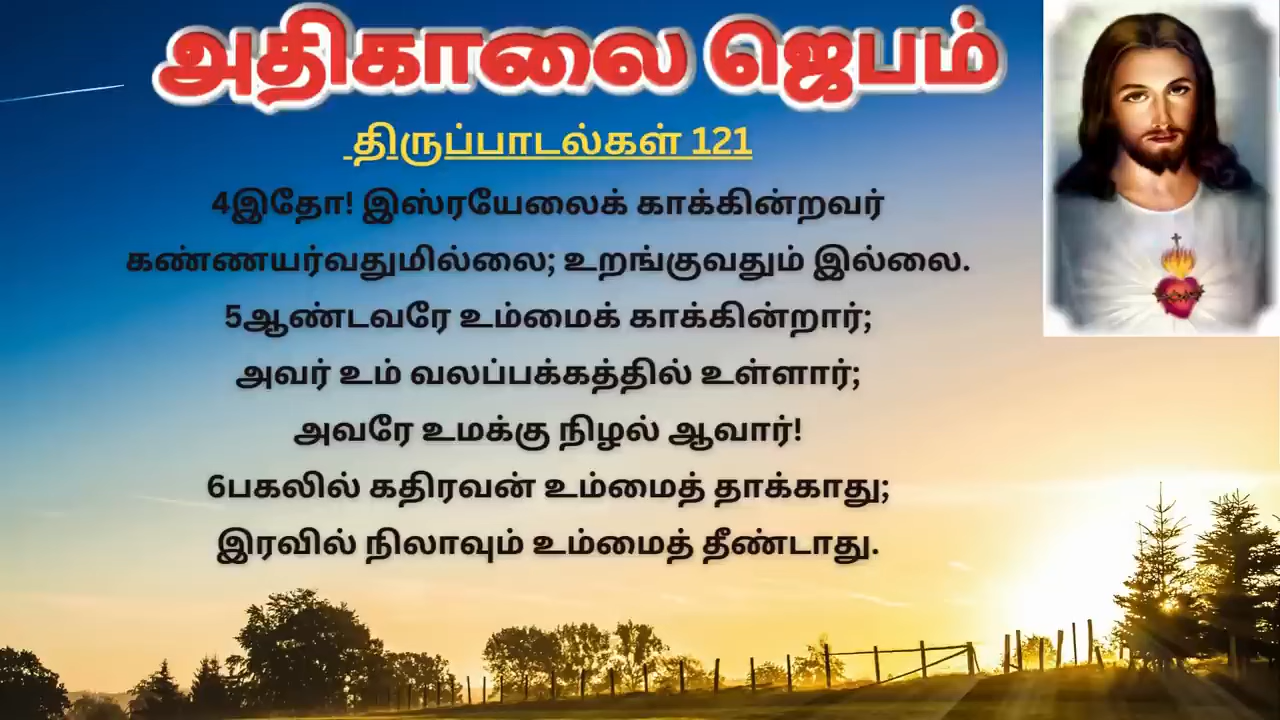 அதிகாலை ஜெபம்
திருப்பாடல்கள் 121
4இதோ! இஸ்ரயேலைக் காக்கின்றவர்
கண்ணயர்வதுமில்லை; உறங்குவதும் இல்லை.
5ஆண்டவரே உம்மைக் காக்கின்றார்;
அவர் உம் வலப்பக்கத்தில் உள்ளார்;
அவரே உமக்கு நிழல் ஆவார்!
6பகலில் கதிரவன் உம்மைத் தாக்காது;
இரவில் நிலாவும் உம்மைத் தீண்டாது.